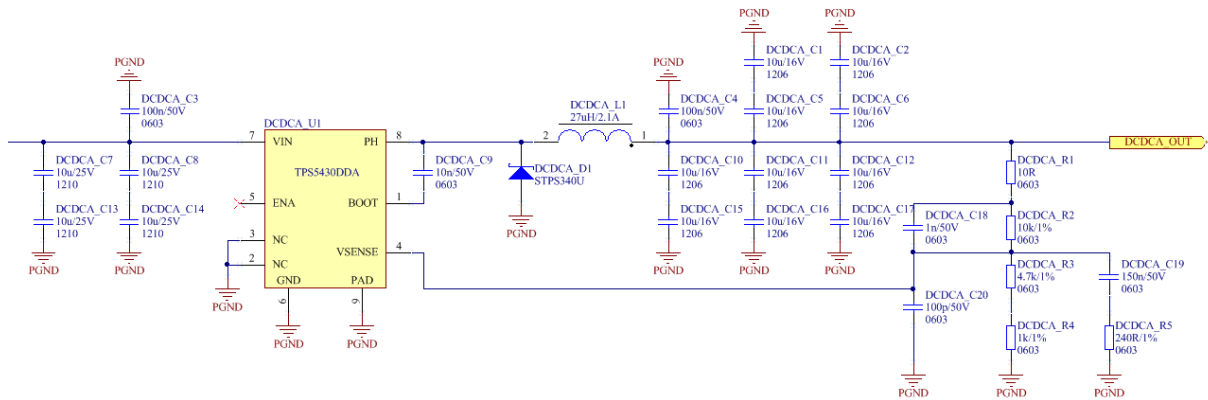 PGND
PGND
DCDCA_C1
10u/16V
1206
DCDCA_C2
10u/16V
1206
PGND
DCDCA_C3
100n/50V
0603
PGND
DCDCA_C4
100n/50V
0603
DCDCA_C5
10u/16V
1206
DCDCA_C6
10u/16V
1206
DCDCA_L1
27uH/2.1A
2
1
DCDCA_U1
7
VIN
PH
8
TPS5430DDA
5
ENA
BOOT
1
3
NC
VSENSE
4
2
NC
GND
PAD
6
9
PGND
PGND
PGND
DCDCA_C7
10u/25V
1210
DCDCA_C8
10u/25V
1210
DCDCA_C13
10u/25V
1210
DCDCA_C14
10u/25V
1210
PGND
PGND
DCDCA_C9
10n/50V
0603
DCDCA_D1
STPS340U
PGND
DCDCA_C10
10u/16V
1206
DCDCA_C11
10u/16V
1206
DCDCA_C12
10u/16V
1206
DCDCA_C15
10u/16V
1206
DCDCA_C16
10u/16V
1206
DCDCA_C17
10u/16V
1206
PGND
PGND
PGND
DCDCA_OUT
DCDCA_R1
10R
0603
DCDCA_C18
1n/50V
0603
DCDCA_R2
10k/1%
0603
DCDCA_R3
4.7k/1%
0603
DCDCA_C19
150n/50V
0603
DCDCA_C20
100p/50V
0603
DCDCA_R4
1k/1%
0603
DCDCA_R5
240R/1%
0603
PGND
PGND
PGND